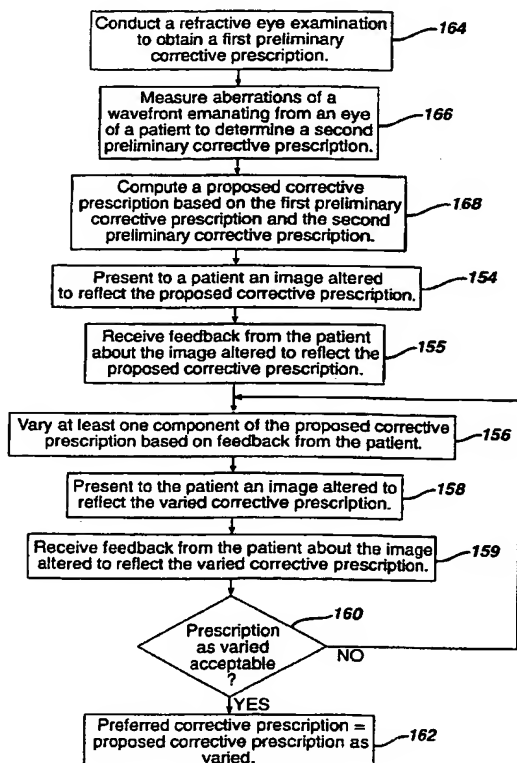 Conduct a refractive eye examination
to obtain a first preliminary
corrective prescription.
164
Measure aberrations of a
wavefront emanating from an eye
of a patient to determine a second
preliminary corrective prescription.
166
Compute a proposed corrective
prescription based on the first preliminary
corrective prescription and the second
preliminary corrective prescription.
168
Present to a patient an image altered
to reflect the proposed corrective prescription.
154
Receive feedback from the patient
about the image altered to reflect the
proposed corrective prescription.
155
Vary at least one component of the proposed corrective
prescription based on feedback from the patient.
156
Present to the patient an image altered to
reflect the varied corrective prescription.
158
Receive feedback from the patient about the image
altered to reflect the varied corrective prescription.
159
160
Prescription
as varied
acceptable
?
NO
YES
Preferred corrective prescription =
proposed corrective prescription as
varied.
162